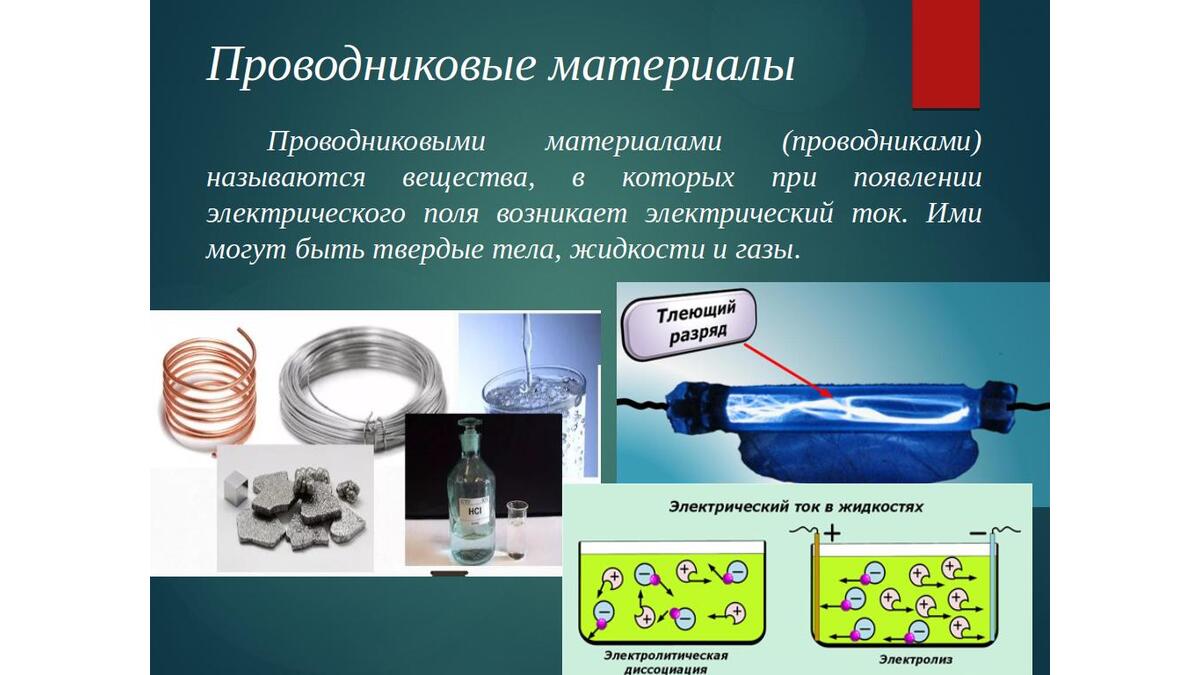 Проводниковые материалы
Проводниковыми материалами (проводниками)
называются вещества, в которых при появлении
электрического поля возникает электрический ток. Ими
могут быть твердые тела, жидкости и газы.
Тлеющий
разряд
HCl
Электрический ток в жидкостях
+ −
Электролитическая
диссоциация
Электролиз